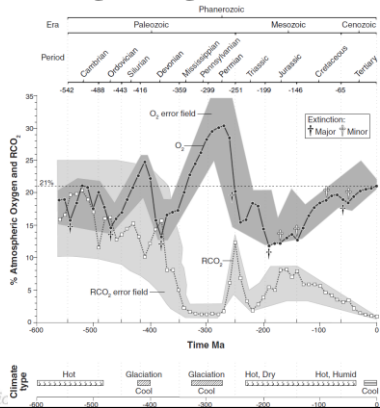 Phanerozoic
Era
Paleozoic
Mesozoic
Cenozoic
Period
Cambrian
Ordovician
Silurian
Devonian
Mississippian
Pennsylvanian
Permian
Triassic
Jurassic
Cretaceous
Tertiary
-542 -488 -443 -416 -359 -299 -251 -199 -146 -65
% Atmospheric Oxygen and RCO2
35
30
25
21%
20
15
10
5
0
O2 error field
O2
Extinction:
† Major ‡ Minor
RCO2
RCO2 error field
-600 -500 -400 -300 -200 -100 0
Time Ma
Climate type
Hot
Glaciation
Cool
Glaciation
Cool
Hot, Dry
Hot, Humid
Cool
-600 -500 -400 -300 -200 -100 0